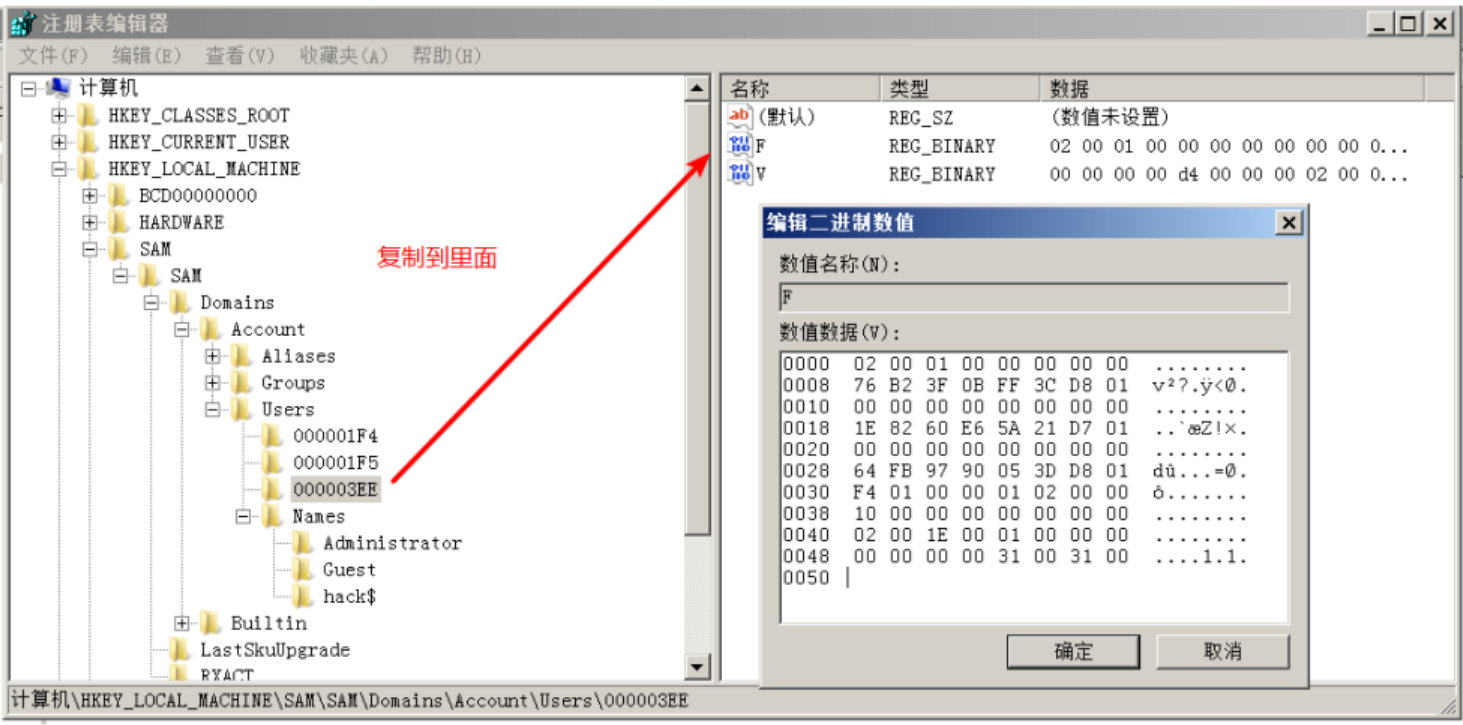 注册表编辑器
文件(F) 编辑(E) 查看(V) 收藏夹(A) 帮助(H)
计算机
HKEY_CLASSES_ROOT
HKEY_CURRENT_USER
HKEY_LOCAL_MACHINE
BCD00000000
HARDWARE
SAM
SAM
Domains
Account
Aliases
Groups
Users
000001F4
000001F5
000003EE
Names
Administrator
Guest
hack$
Builtin
LastSkuUpgrade
RXACT
复制到里面
名称 类型 数据
(默认) REG_SZ (数值未设置)
F REG_BINARY 02 00 01 00 00 00 00 00 00 00 0...
V REG_BINARY 00 00 00 00 d4 00 00 00 02 00 0...
编辑二进制数值
数值名称(N):
F
数值数据(V):
0000 02 00 01 00 00 00 00 00 ........
0008 76 B2 3F 0B FF 3C D8 01 v²?.ÿ<Ø.
0010 00 00 00 00 00 00 00 00 ........
0018 1E 82 60 E6 5A 21 D7 01 ..`æZ!×.
0020 00 00 00 00 00 00 00 00 ........
0028 64 FB 97 90 05 3D D8 01 dû...=Ø.
0030 F4 01 00 00 01 02 00 00 ô.......
0038 10 00 00 00 00 00 00 00 ........
0040 02 00 1E 00 01 00 00 00 ........
0048 00 00 00 00 31 00 31 00 ....1.1.
0050
确定 取消
计算机\HKEY_LOCAL_MACHINE\SAM\SAM\Domains\Account\Users\000003EE